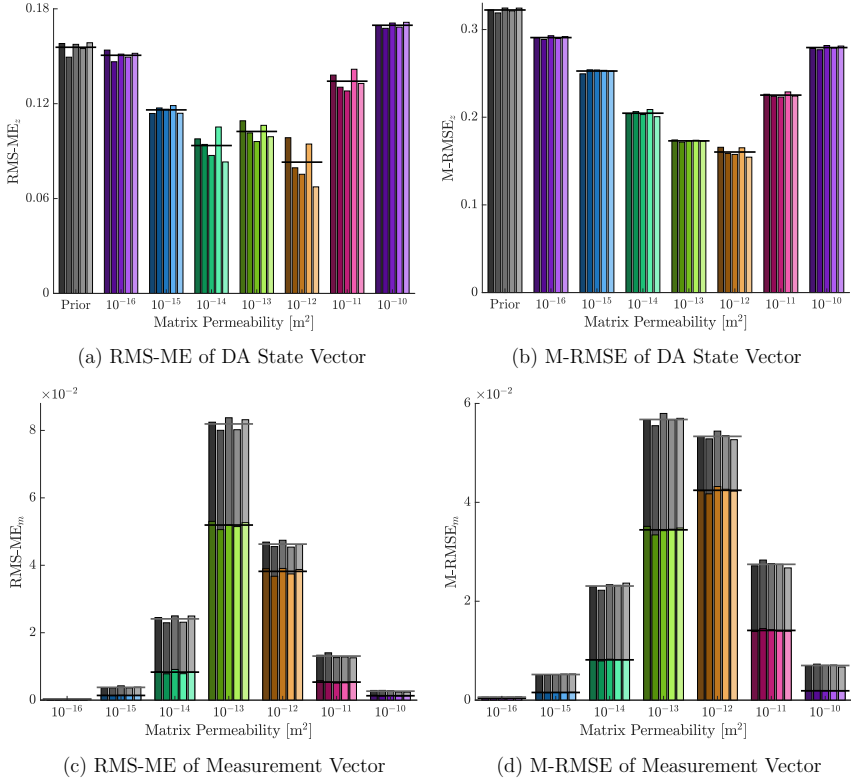 0.18
0.12
0.06
0
RMS-ME_z
Prior 10^{-16} 10^{-15} 10^{-14} 10^{-13} 10^{-12} 10^{-11} 10^{-10}
Matrix Permeability [m^2]
(a) RMS-ME of DA State Vector
0.3
0.2
0.1
0
M-RMSE_z
Prior 10^{-16} 10^{-15} 10^{-14} 10^{-13} 10^{-12} 10^{-11} 10^{-10}
Matrix Permeability [m^2]
(b) M-RMSE of DA State Vector
×10^{-2}
8
6
4
2
0
RMS-ME_m
10^{-16} 10^{-15} 10^{-14} 10^{-13} 10^{-12} 10^{-11} 10^{-10}
Matrix Permeability [m^2]
(c) RMS-ME of Measurement Vector
×10^{-2}
6
4
2
0
M-RMSE_m
10^{-16} 10^{-15} 10^{-14} 10^{-13} 10^{-12} 10^{-11} 10^{-10}
Matrix Permeability [m^2]
(d) M-RMSE of Measurement Vector